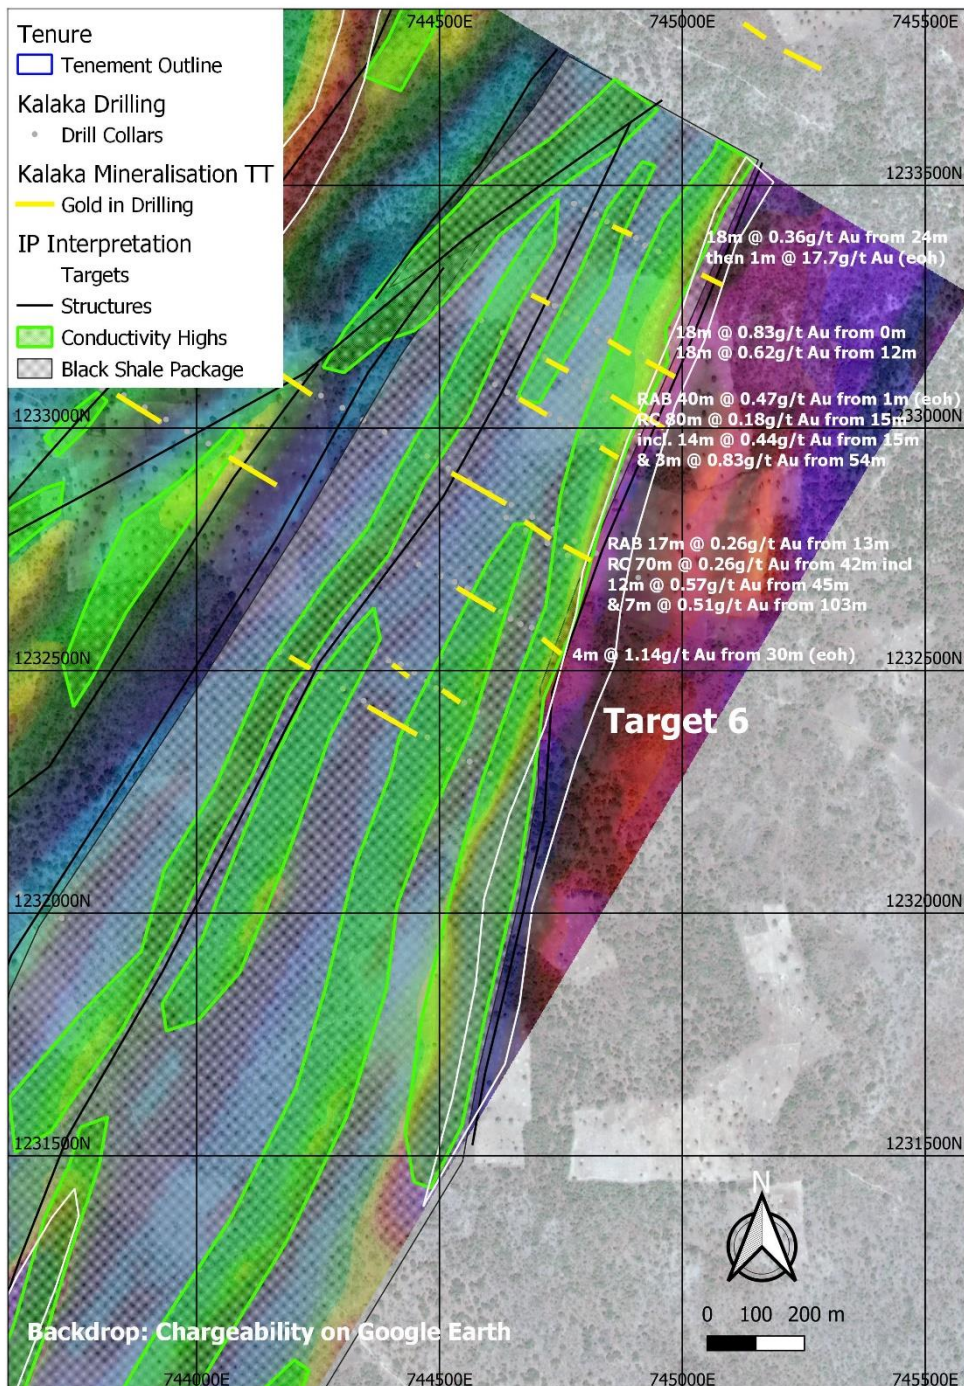 Tenure
Tenement Outline
Kalaka Drilling
Drill Collars
Kalaka Mineralisation TT
Gold in Drilling
IP Interpretation
Targets
Structures
Conductivity Highs
Black Shale Package
744500E
745000E
745500E
1233500N
18m @ 0.36g/t Au from 24m
then 1m @ 17.7g/t Au (eoh)
18m @ 0.83g/t Au from 0m
18m @ 0.62g/t Au from 12m
1233000N
RAB 40m @ 0.47g/t Au from 1m (eoh)
RC 80m @ 0.18g/t Au from 15m
incl. 14m @ 0.44g/t Au from 15m
& 3m @ 0.83g/t Au from 54m
RAB 17m @ 0.26g/t Au from 13m
RC 70m @ 0.26g/t Au from 42m incl
12m @ 0.57g/t Au from 45m
& 7m @ 0.51g/t Au from 103m
1232500N
4m @ 1.14g/t Au from 30m (eoh)
Target 6
1232000N
1231500N
N
0 100 200 m
Backdrop: Chargeability on Google Earth
744000E
744500E
745000E
745500E